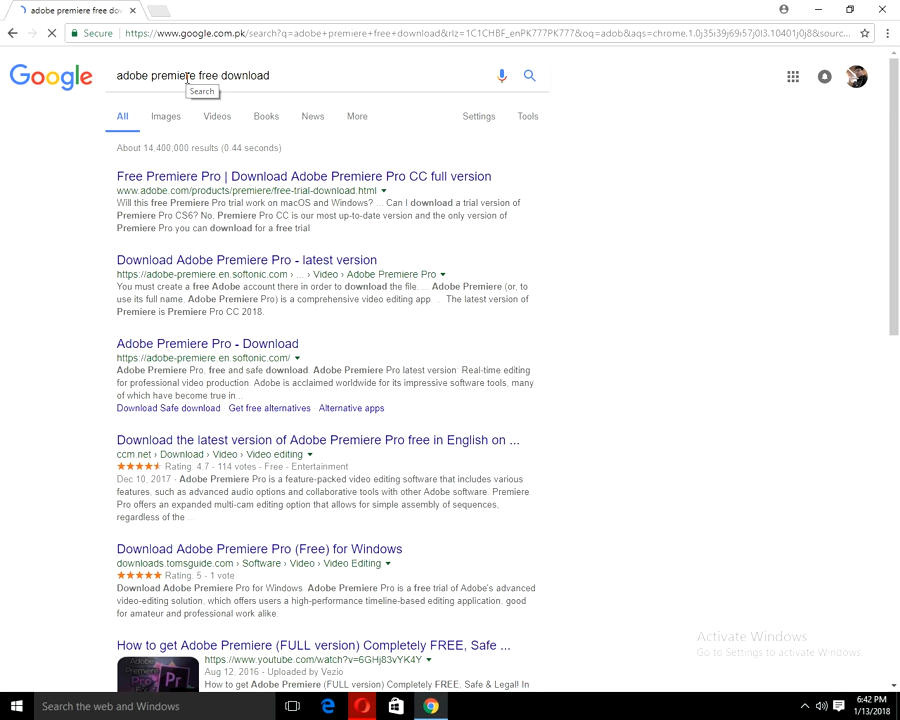 adobe premiere free dow
Secure https://www.google.com.pk/search?q=adobe+premiere+free+download&rlz=1C1CHBF_enPK777PK777&oq=adob&aqs=chrome.1.0j35i39j69i57j0l3.10401j0j8&sourc...
Google
adobe premiere free download
Search
All Images Videos Books News More Settings Tools
About 14,400,000 results (0.44 seconds)
Free Premiere Pro | Download Adobe Premiere Pro CC full version
www.adobe.com/products/premiere/free-trial-download.html
Will this free Premiere Pro trial work on macOS and Windows? ... Can I download a trial version of
Premiere Pro CS6? No, Premiere Pro CC is our most up-to-date version and the only version of
Premiere Pro you can download for a free trial
Download Adobe Premiere Pro - latest version
https://adobe-premiere.en.softonic.com › ... › Video › Adobe Premiere Pro
You must create a free Adobe account there in order to download the file. ... Adobe Premiere (or, to
use its full name, Adobe Premiere Pro) is a comprehensive video editing app. .. The latest version of
Premiere is Premiere Pro CC 2018.
Adobe Premiere Pro - Download
https://adobe-premiere.en.softonic.com/
Adobe Premiere Pro, free and safe download. Adobe Premiere Pro latest version: Real-time editing
for professional video production. Adobe is acclaimed worldwide for its impressive software tools, many
of which have become true in...
Download Safe download Get free alternatives Alternative apps
Download the latest version of Adobe Premiere Pro free in English on ...
ccm.net › Download › Video › Video editing
Rating: 4.7 - 114 votes - Free - Entertainment
Dec 10, 2017 - Adobe Premiere Pro is a feature-packed video editing software that includes various
features, such as advanced audio options and collaborative tools with other Adobe software. Premiere
Pro offers an expanded multi-cam editing option that allows for simple assembly of sequences,
regardless of the ...
Download Adobe Premiere Pro (Free) for Windows
downloads.tomsguide.com › Software › Video › Video Editing
Rating: 5 - 1 vote
Download Adobe Premiere Pro for Windows. Adobe Premiere Pro is a free trial of Adobe's advanced
video-editing solution, which offers users a high-performance timeline-based editing application, good
for amateur and professional work alike.
Activate Windows
Go to Settings to activate Windows.
How to get Adobe Premiere (FULL version) Completely FREE, Safe ...
https://www.youtube.com/watch?v=6GHj83vYK4Y
Aug 12, 2016 - Uploaded by Vezio
How to get Adobe Premiere (FULL version) Completely FREE, Safe & Legal! In
Pr
Search the web and Windows
6:42 PM
1/13/2018